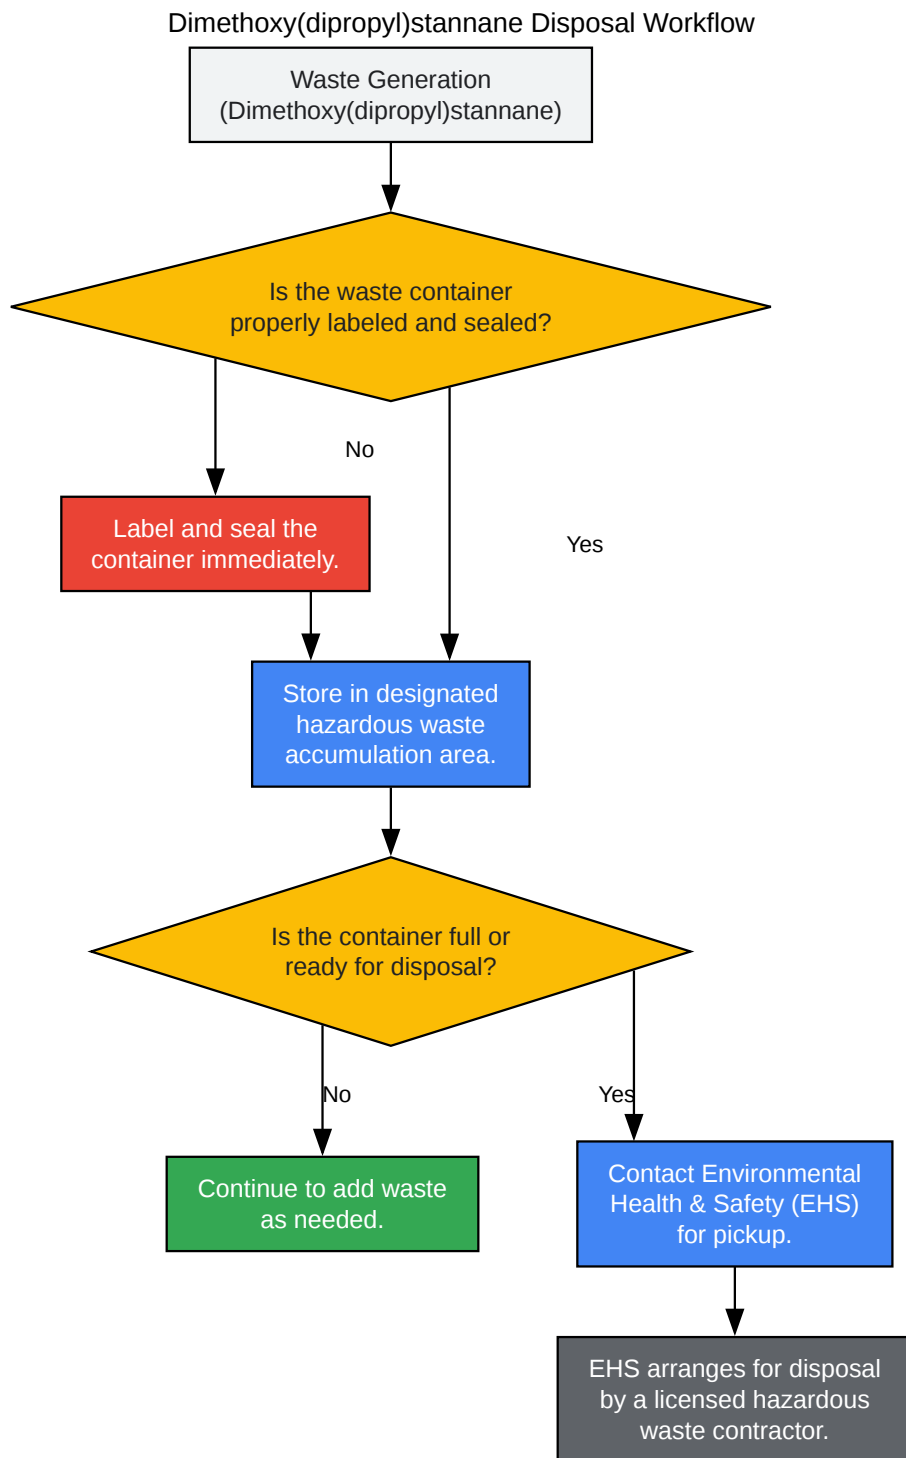 Dimethoxy(dipropyl)stannane Disposal Workflow
Waste Generation
(Dimethoxy(dipropyl)stannane)
Is the waste container
properly labeled and sealed?
No
Label and seal the
container immediately.
Yes
Store in designated
hazardous waste
accumulation area.
Is the container full or
ready for disposal?
No
Yes
Continue to add waste
as needed.
Contact Environmental
Health & Safety (EHS)
for pickup.
EHS arranges for disposal
by a licensed hazardous
waste contractor.